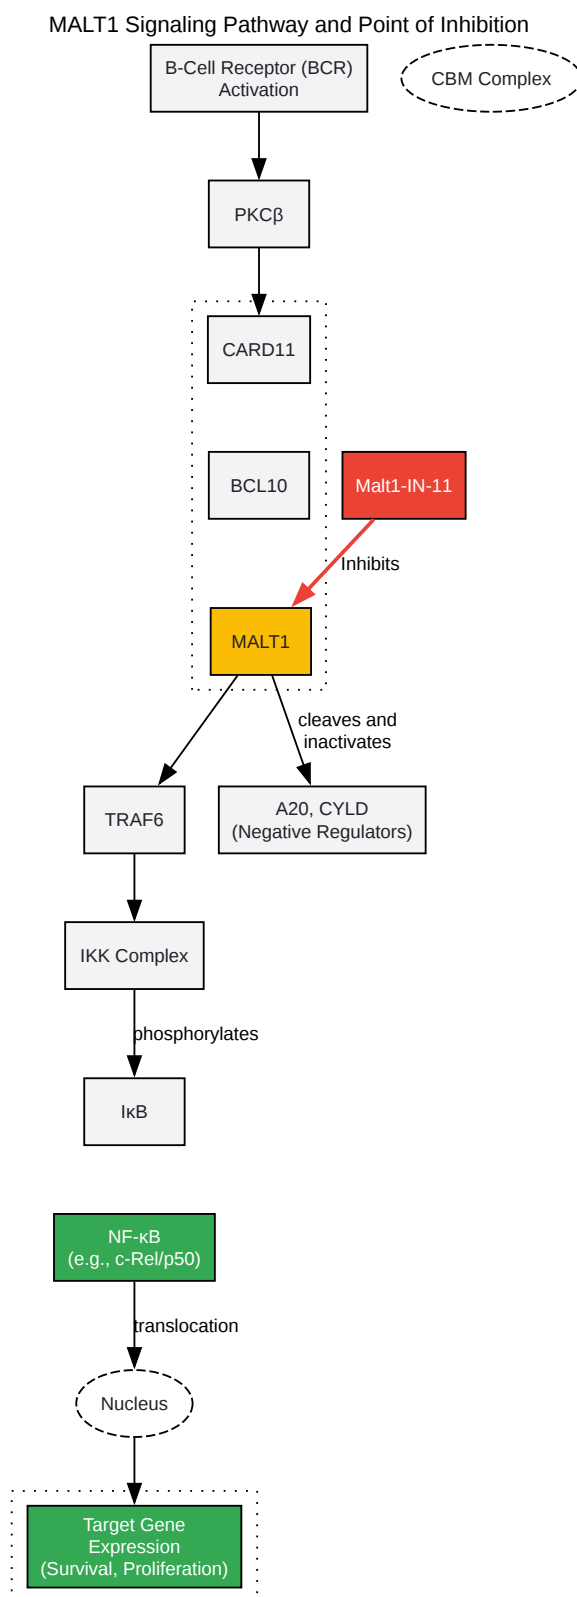 MALT1 Signaling Pathway and Point of Inhibition
B-Cell Receptor (BCR)
Activation
CBM Complex
PKCβ
CARD11
BCL10
Malt1-IN-11
Inhibits
MALT1
cleaves and
inactivates
TRAF6
A20, CYLD
(Negative Regulators)
IKK Complex
phosphorylates
IκB
NF-κB
(e.g., c-Rel/p50)
translocation
Nucleus
Target Gene
Expression
(Survival, Proliferation)